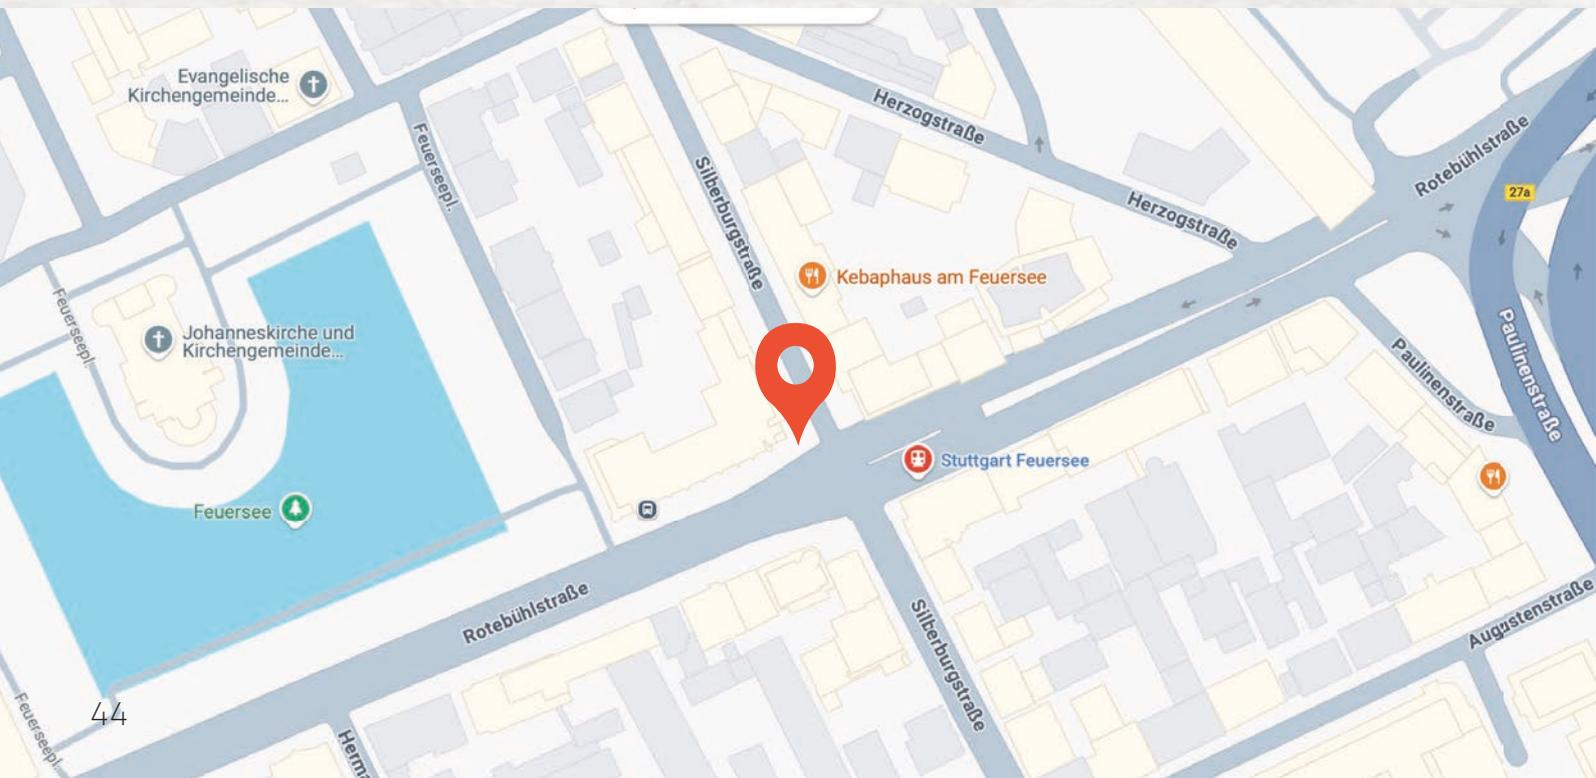 Evangelische
Kirchengemeinde...
Herzogstraße
Rotebühlstraße
Feuerseepl.
Silberburgstraße
27a
Herzogstraße
Kebaphaus am Feuersee
Feuerseepl.
Johanneskirche und
Kirchengemeinde...
Paulinenstraße
Paulinenstraße
Stuttgart Feuersee
Feuersee
Rotebühlstraße
Silberburgstraße
Augustenstraße
Feuerseepl.
44
Herma